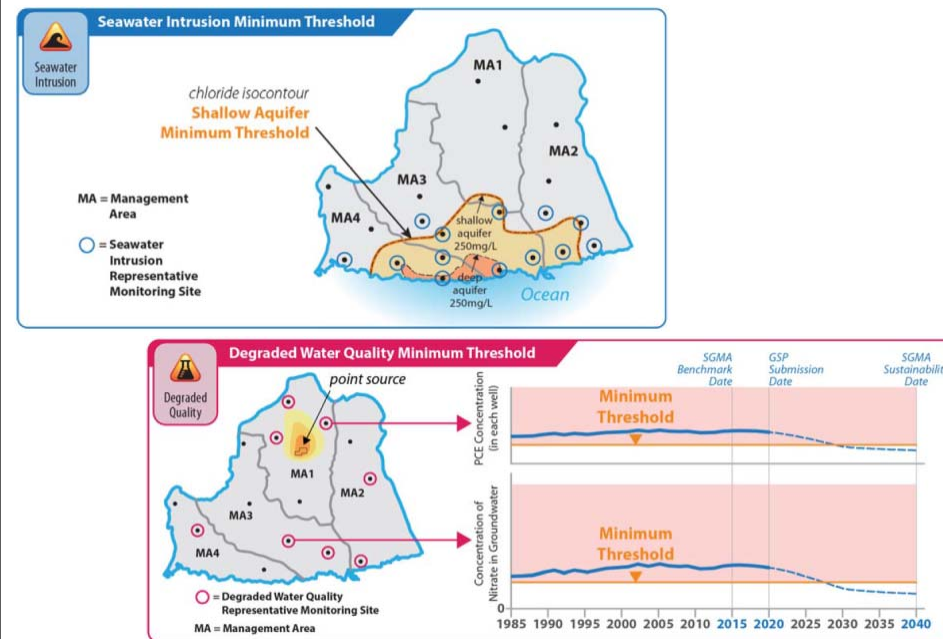 Seawater Intrusion Minimum Threshold
Seawater
Intrusion
chloride isocontour
Shallow Aquifer
Minimum Threshold
MA = Management
Area
= Seawater
Intrusion
Representative
Monitoring Site
MA1
MA2
MA3
MA4
shallow
aquifer
250mg/L
deep
aquifer
250mg/L
Ocean
Degraded Water Quality Minimum Threshold
Degraded
Quality
point source
MA1
MA2
MA3
MA4
= Degraded Water Quality
Representative Monitoring Site
MA = Management Area
SGMA
Benchmark
Date
GSP
Submission
Date
SGMA
Sustainabilit
Date
PCE Concentration
(in each well)
Minimum
Threshold
Concentration of
Nitrate in Groundwater
Minimum
Threshold
0
1985 1990 1995 2000 2005 2010 2015 2020 2025 2030 2035 2040